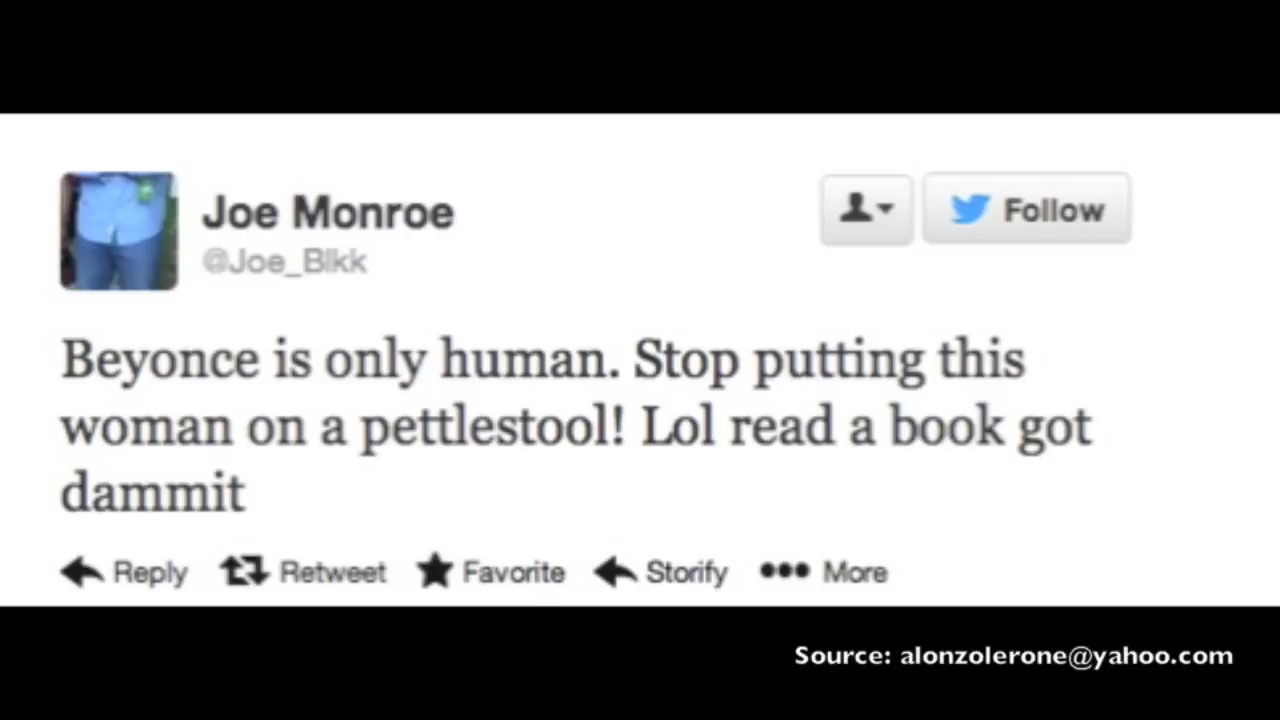 Joe Monroe
@Joe_Blkk
Follow
Beyonce is only human. Stop putting this
woman on a pettlestool! Lol read a book got
dammit
Reply Retweet Favorite Storify More
Source: alonzolerone@yahoo.com